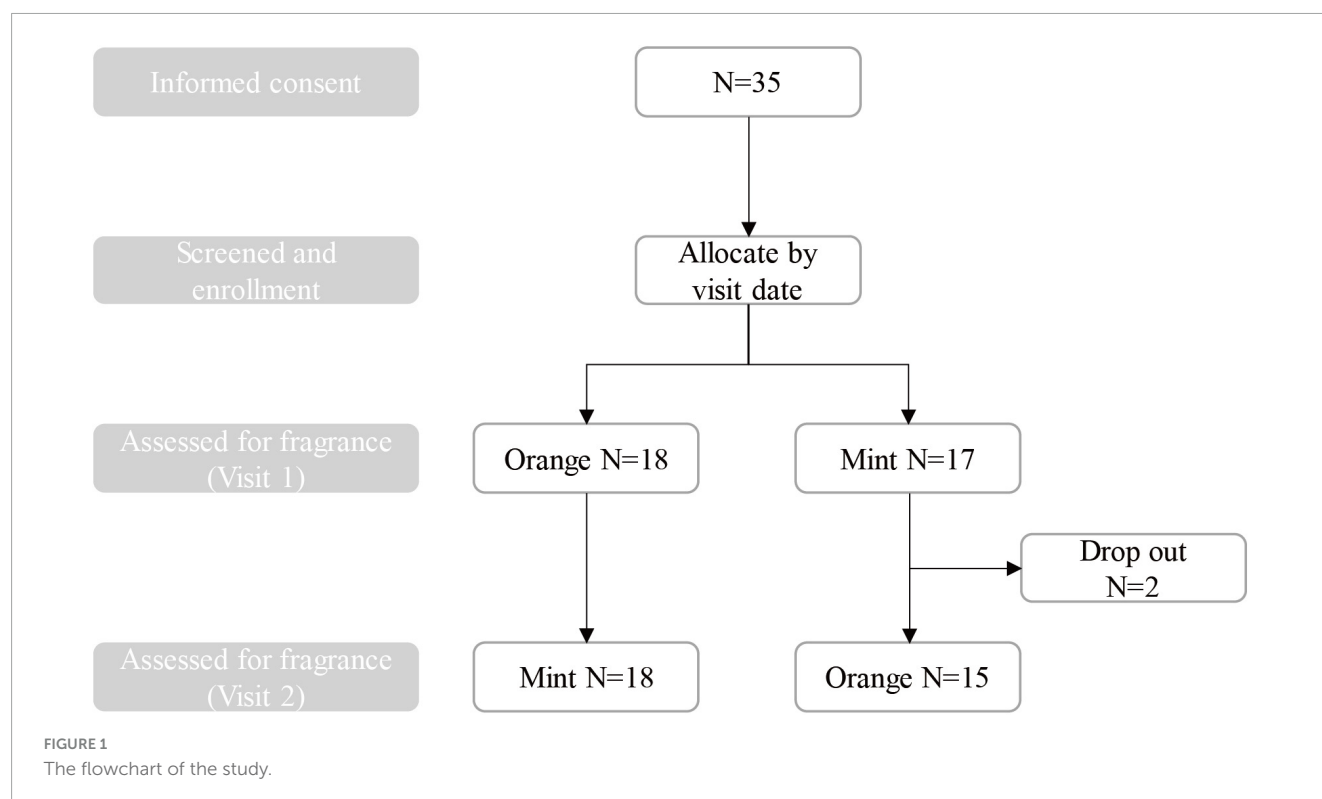 Informed consent
N=35
Screened and
enrollment
Allocate by
visit date
Assessed for fragrance
(Visit 1)
Orange N=18
Mint N=17
Drop out
N=2
Assessed for fragrance
(Visit 2)
Mint N=18
Orange N=15
FIGURE 1
The flowchart of the study.